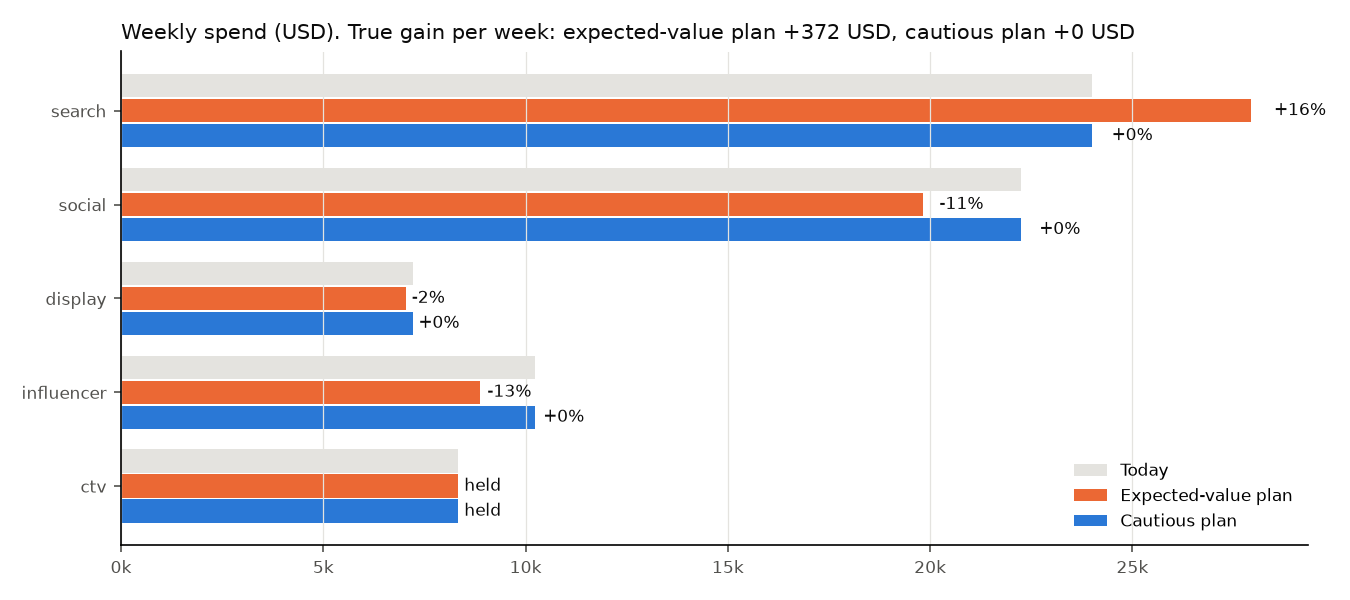 Weekly spend (USD). True gain per week: expected-value plan +372 USD, cautious plan +0 USD
search
+16%
+0%
social
-11%
+0%
display
-2%
+0%
influencer
-13%
+0%
ctv
held
held
Today
Expected-value plan
Cautious plan
0k 5k 10k 15k 20k 25k